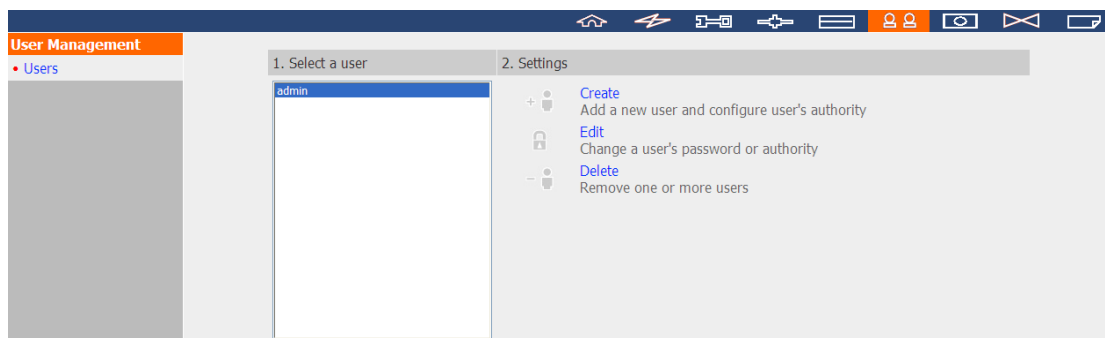 User Management
• Users
1. Select a user
2. Settings
admin
Create
Add a new user and configure user's authority
Edit
Change a user's password or authority
Delete
Remove one or more users